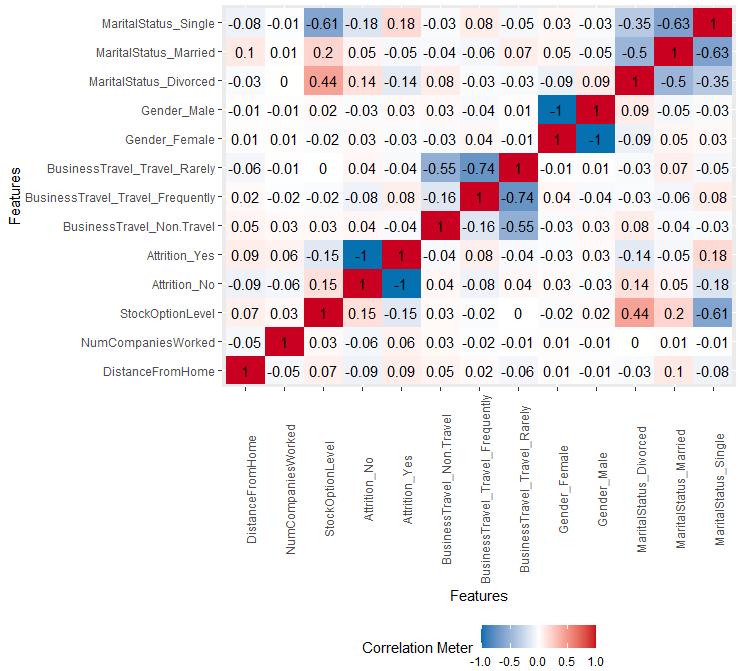 MaritalStatus_Single -0.08 -0.01 -0.61 -0.18 0.18 -0.03 0.08 -0.05 0.03 -0.03 -0.35 -0.63 1
MaritalStatus_Married 0.1 0.01 0.2 0.05 -0.05 -0.04 -0.06 0.07 0.05 -0.05 -0.5 1 -0.63
MaritalStatus_Divorced -0.03 0 0.44 0.14 -0.14 0.08 -0.03 -0.03 -0.09 0.09 1 -0.5 -0.35
Gender_Male -0.01 -0.01 0.02 -0.03 0.03 0.03 -0.04 0.01 -1 1 0.09 -0.05 -0.03
Gender_Female 0.01 0.01 -0.02 0.03 -0.03 -0.03 0.04 -0.01 1 -1 -0.09 0.05 0.03
BusinessTravel_Travel_Rarely -0.06 -0.01 0 0.04 -0.04 -0.55 -0.74 1 -0.01 0.01 -0.03 0.07 -0.05
BusinessTravel_Travel_Frequently 0.02 -0.02 -0.02 -0.08 0.08 -0.16 1 -0.74 0.04 -0.04 -0.03 -0.06 0.08
BusinessTravel_Non.Travel 0.05 0.03 0.03 0.04 -0.04 1 -0.16 -0.55 -0.03 0.03 0.08 -0.04 -0.03
Attrition_Yes 0.09 0.06 -0.15 -1 1 -0.04 0.08 -0.04 -0.03 0.03 -0.14 -0.05 0.18
Attrition_No -0.09 -0.06 0.15 1 -1 0.04 -0.08 0.04 0.03 -0.03 0.14 0.05 -0.18
StockOptionLevel 0.07 0.03 1 0.15 -0.15 0.03 -0.02 0 -0.02 0.02 0.44 0.2 -0.61
NumCompaniesWorked -0.05 1 0.03 -0.06 0.06 0.03 -0.02 -0.01 0.01 -0.01 0 0.01 -0.01
DistanceFromHome 1 -0.05 0.07 -0.09 0.09 0.05 0.02 -0.06 0.01 -0.01 -0.03 0.1 -0.08
Features
DistanceFromHome
NumCompaniesWorked
StockOptionLevel
Attrition_No
Attrition_Yes
BusinessTravel_Non.Travel
BusinessTravel_Travel_Frequently
BusinessTravel_Travel_Rarely
Gender_Female
Gender_Male
MaritalStatus_Divorced
MaritalStatus_Married
MaritalStatus_Single
Features
Correlation Meter
-1.0 -0.5 0.0 0.5 1.0